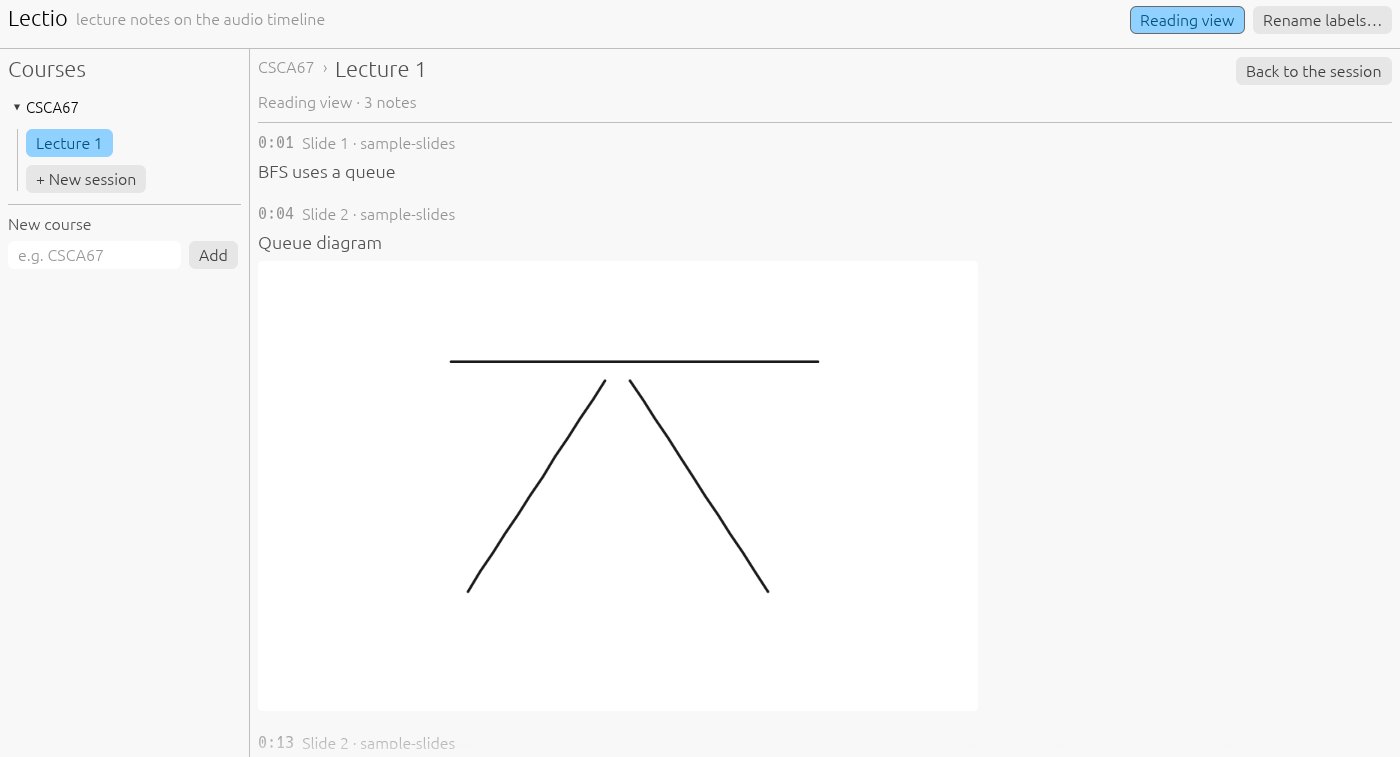 Lectio lecture notes on the audio timeline
Reading view
Rename labels…
Courses
▾ CSCA67
Lecture 1
+ New session
New course
e.g. CSCA67
Add
CSCA67 › Lecture 1
Back to the session
Reading view · 3 notes
0:01 Slide 1 · sample-slides
BFS uses a queue
0:04 Slide 2 · sample-slides
Queue diagram
0:13 Slide 2 · sample-slides